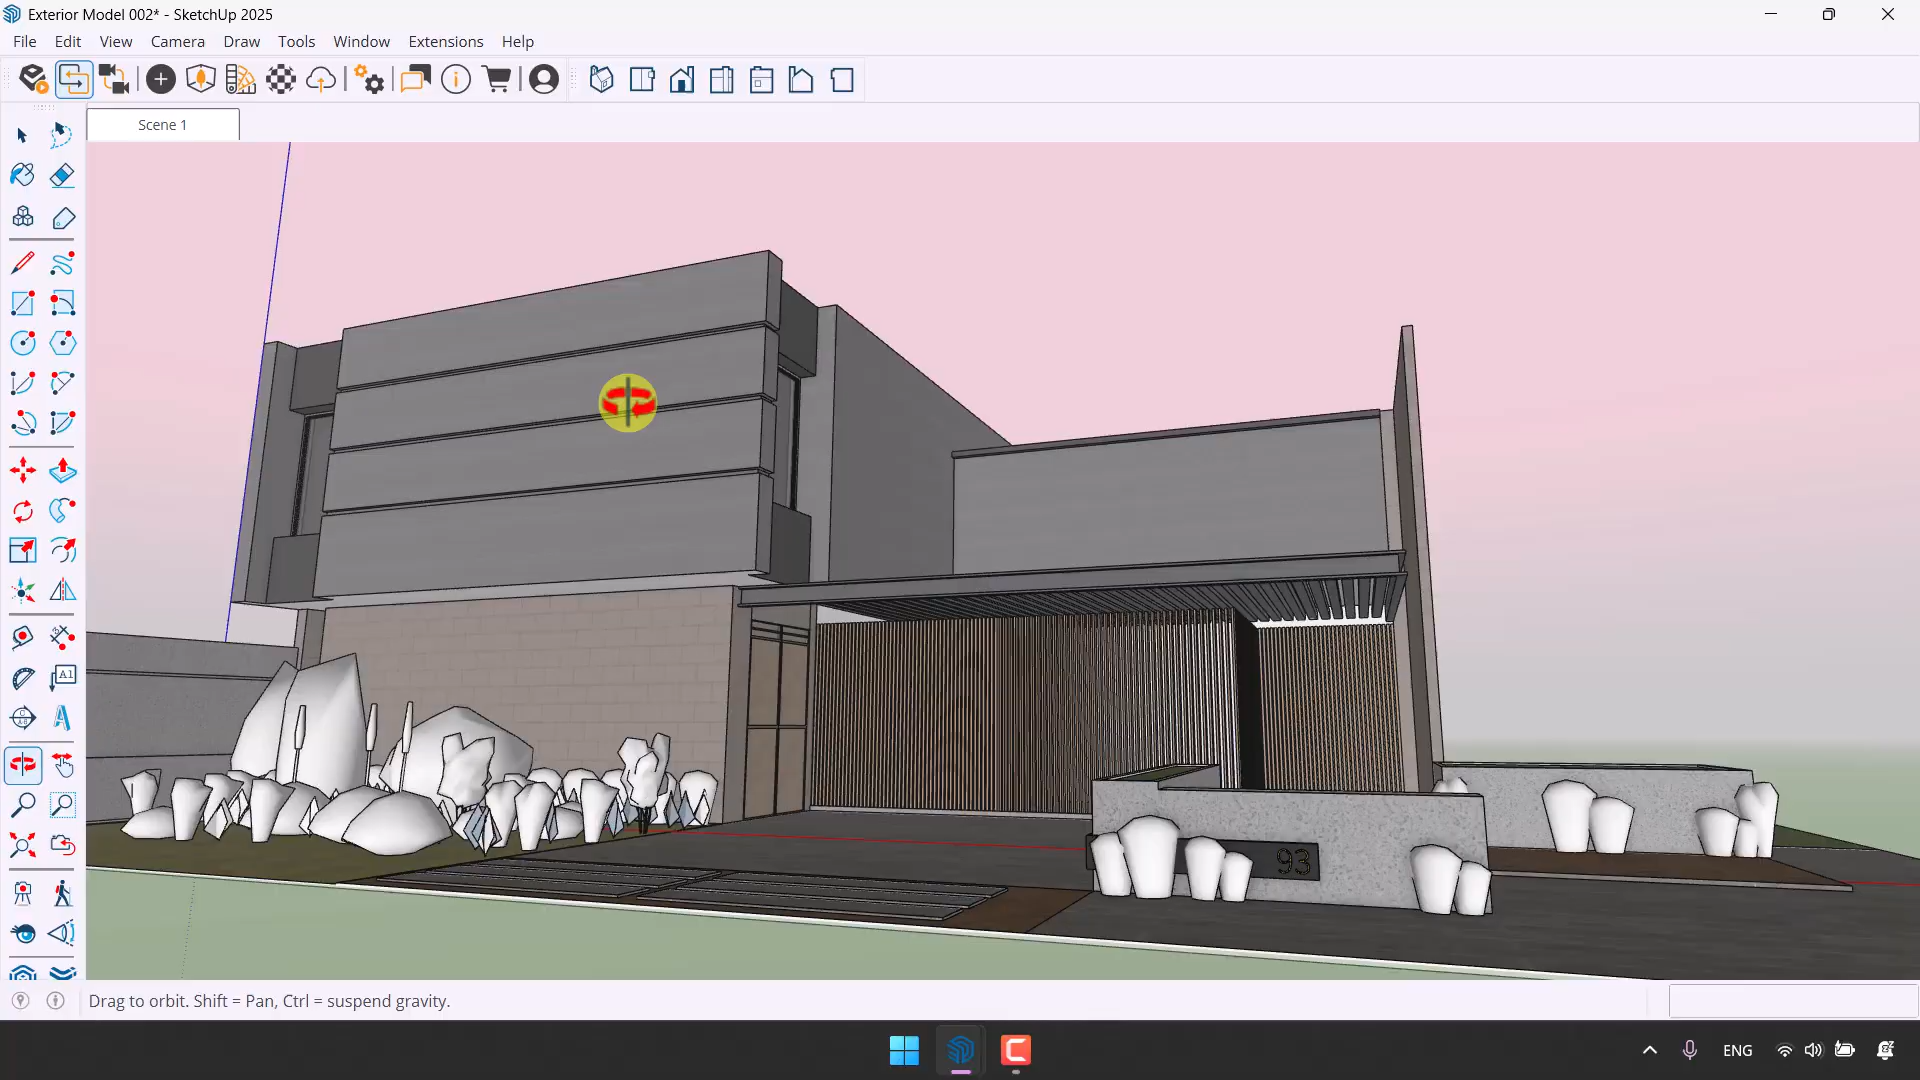 Exterior Model 002* - SketchUp 2025
File Edit View Camera Draw Tools Window Extensions Help
Scene 1
A1
93
Drag to orbit. Shift = Pan, Ctrl = suspend gravity.
ENG